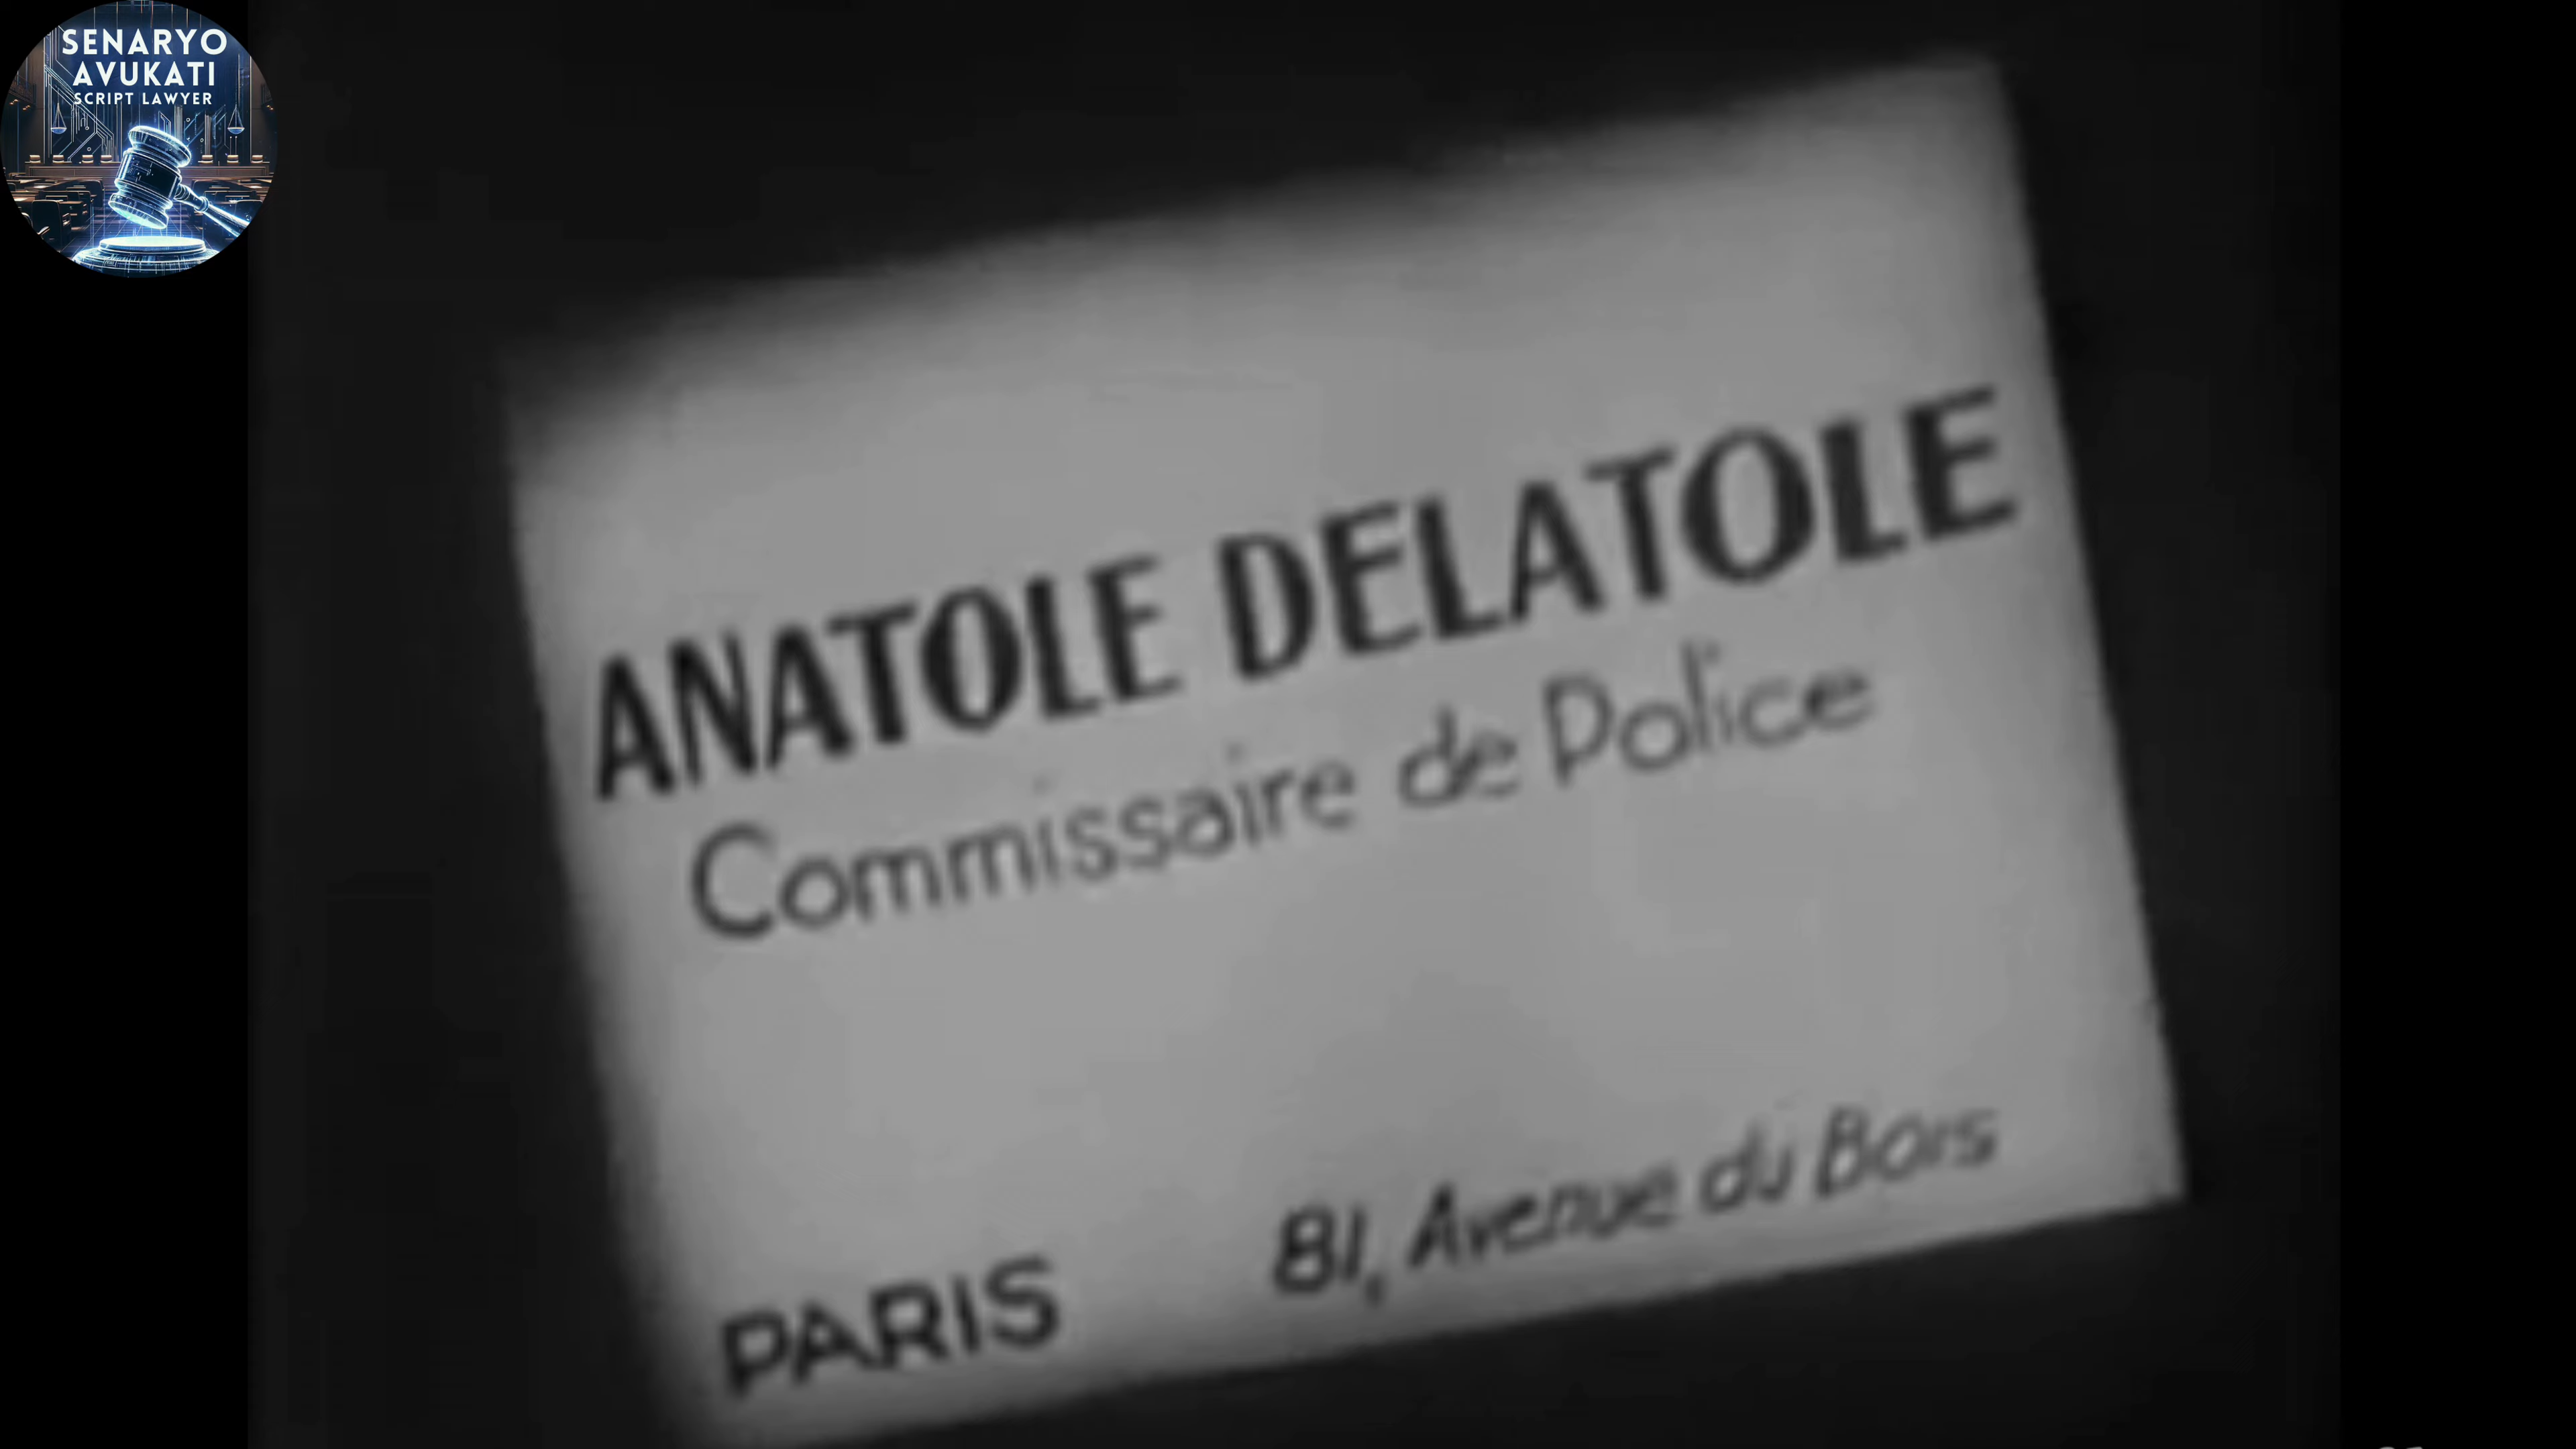 SENARYO
AVUKATI
SCRIPT LAWYER
ANATOLE DELATOLE
Commissaire de Police
PARIS 81, Avenue du Bois